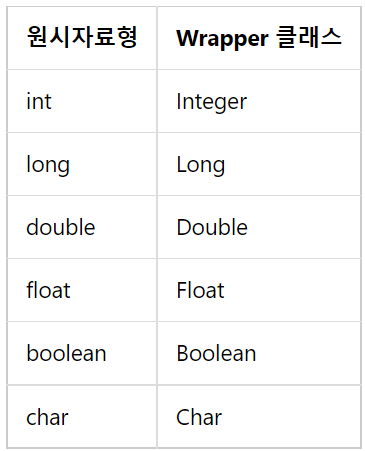 원시자료형 Wrapper 클래스
int Integer
long Long
double Double
float Float
boolean Boolean
char Char